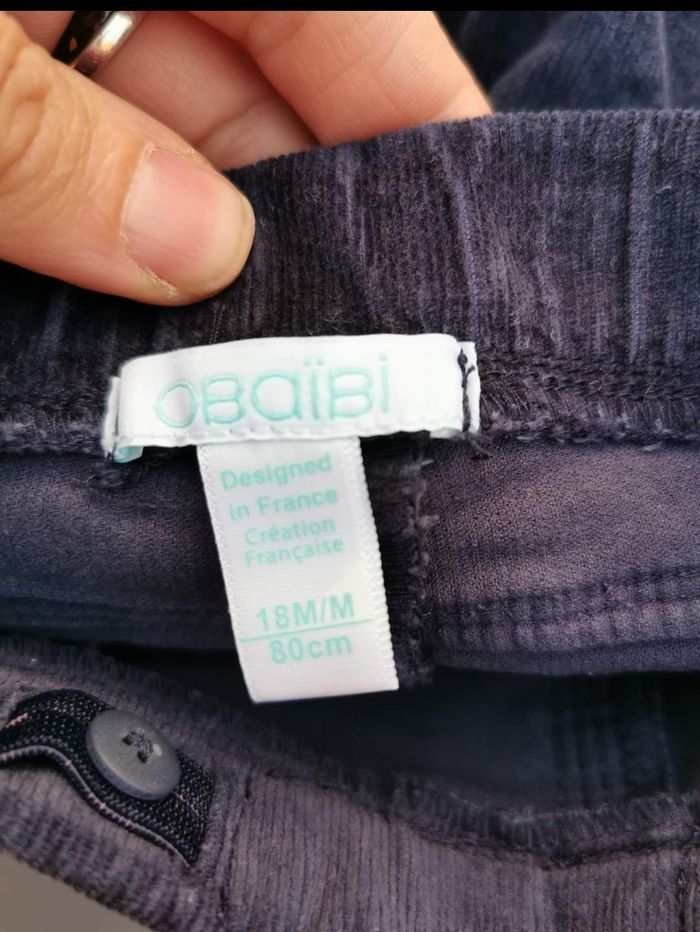 OBaïBi
Designed
in France
Création
Française
18M/M
80cm